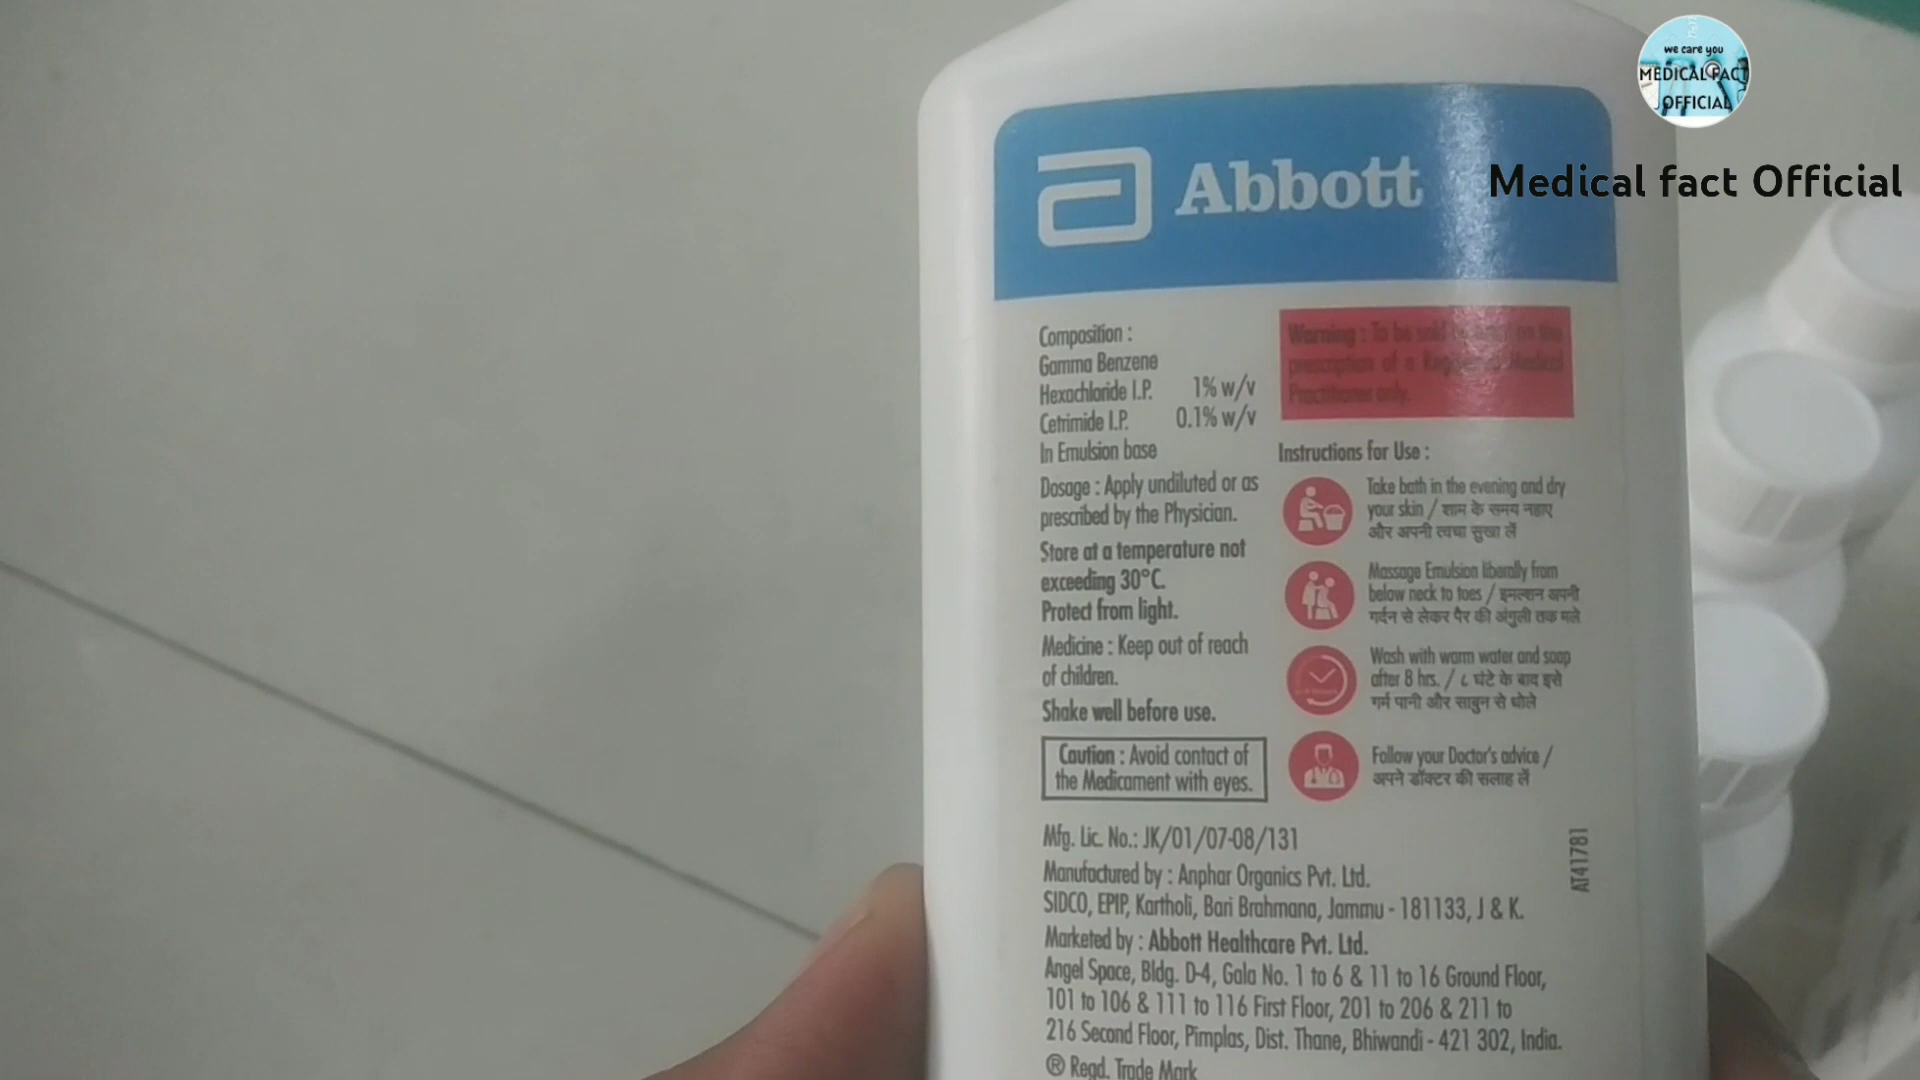 we care you
MEDICAL FACT
OFFICIAL
Medical fact Official
Abbott
Composition :
Gamma Benzene
Hexachloride I.P. 1% w/v
Cetrimide I.P. 0.1% w/v
In Emulsion base
Dosage : Apply undiluted or as
prescribed by the Physician.
Store at a temperature not
exceeding 30°C.
Protect from light.
Medicine : Keep out of reach
of children.
Shake well before use.
Caution : Avoid contact of
the Medicament with eyes.
Warning : To be sold on the
prescription of a Registered Medical
Practitioner only.
Instructions for Use :
Take bath in the evening and dry
your skin / शाम के समय नहाए
और अपनी त्वचा सुखा लें
Massage Emulsion liberally from
below neck to toes / इमल्शन अपनी
गर्दन से लेकर पैर की अंगुली तक मले
Wash with warm water and soap
after 8 hrs. / ८ घंटे के बाद इसे
गर्म पानी और साबुन से धोले
Follow your Doctor's advice /
अपने डॉक्टर की सलाह लें
Mfg. Lic. No.: JK/01/07-08/131
Manufactured by : Anphar Organics Pvt. Ltd.
SIDCO, EPIP, Kartholi, Bari Brahmana, Jammu - 181133, J & K.
Marketed by : Abbott Healthcare Pvt. Ltd.
Angel Space, Bldg. D-4, Gala No. 1 to 6 & 11 to 16 Ground Floor,
101 to 106 & 111 to 116 First Floor, 201 to 206 & 211 to
216 Second Floor, Pimplas, Dist. Thane, Bhiwandi - 421 302, India.
® Regd. Trade Mark
AT41781